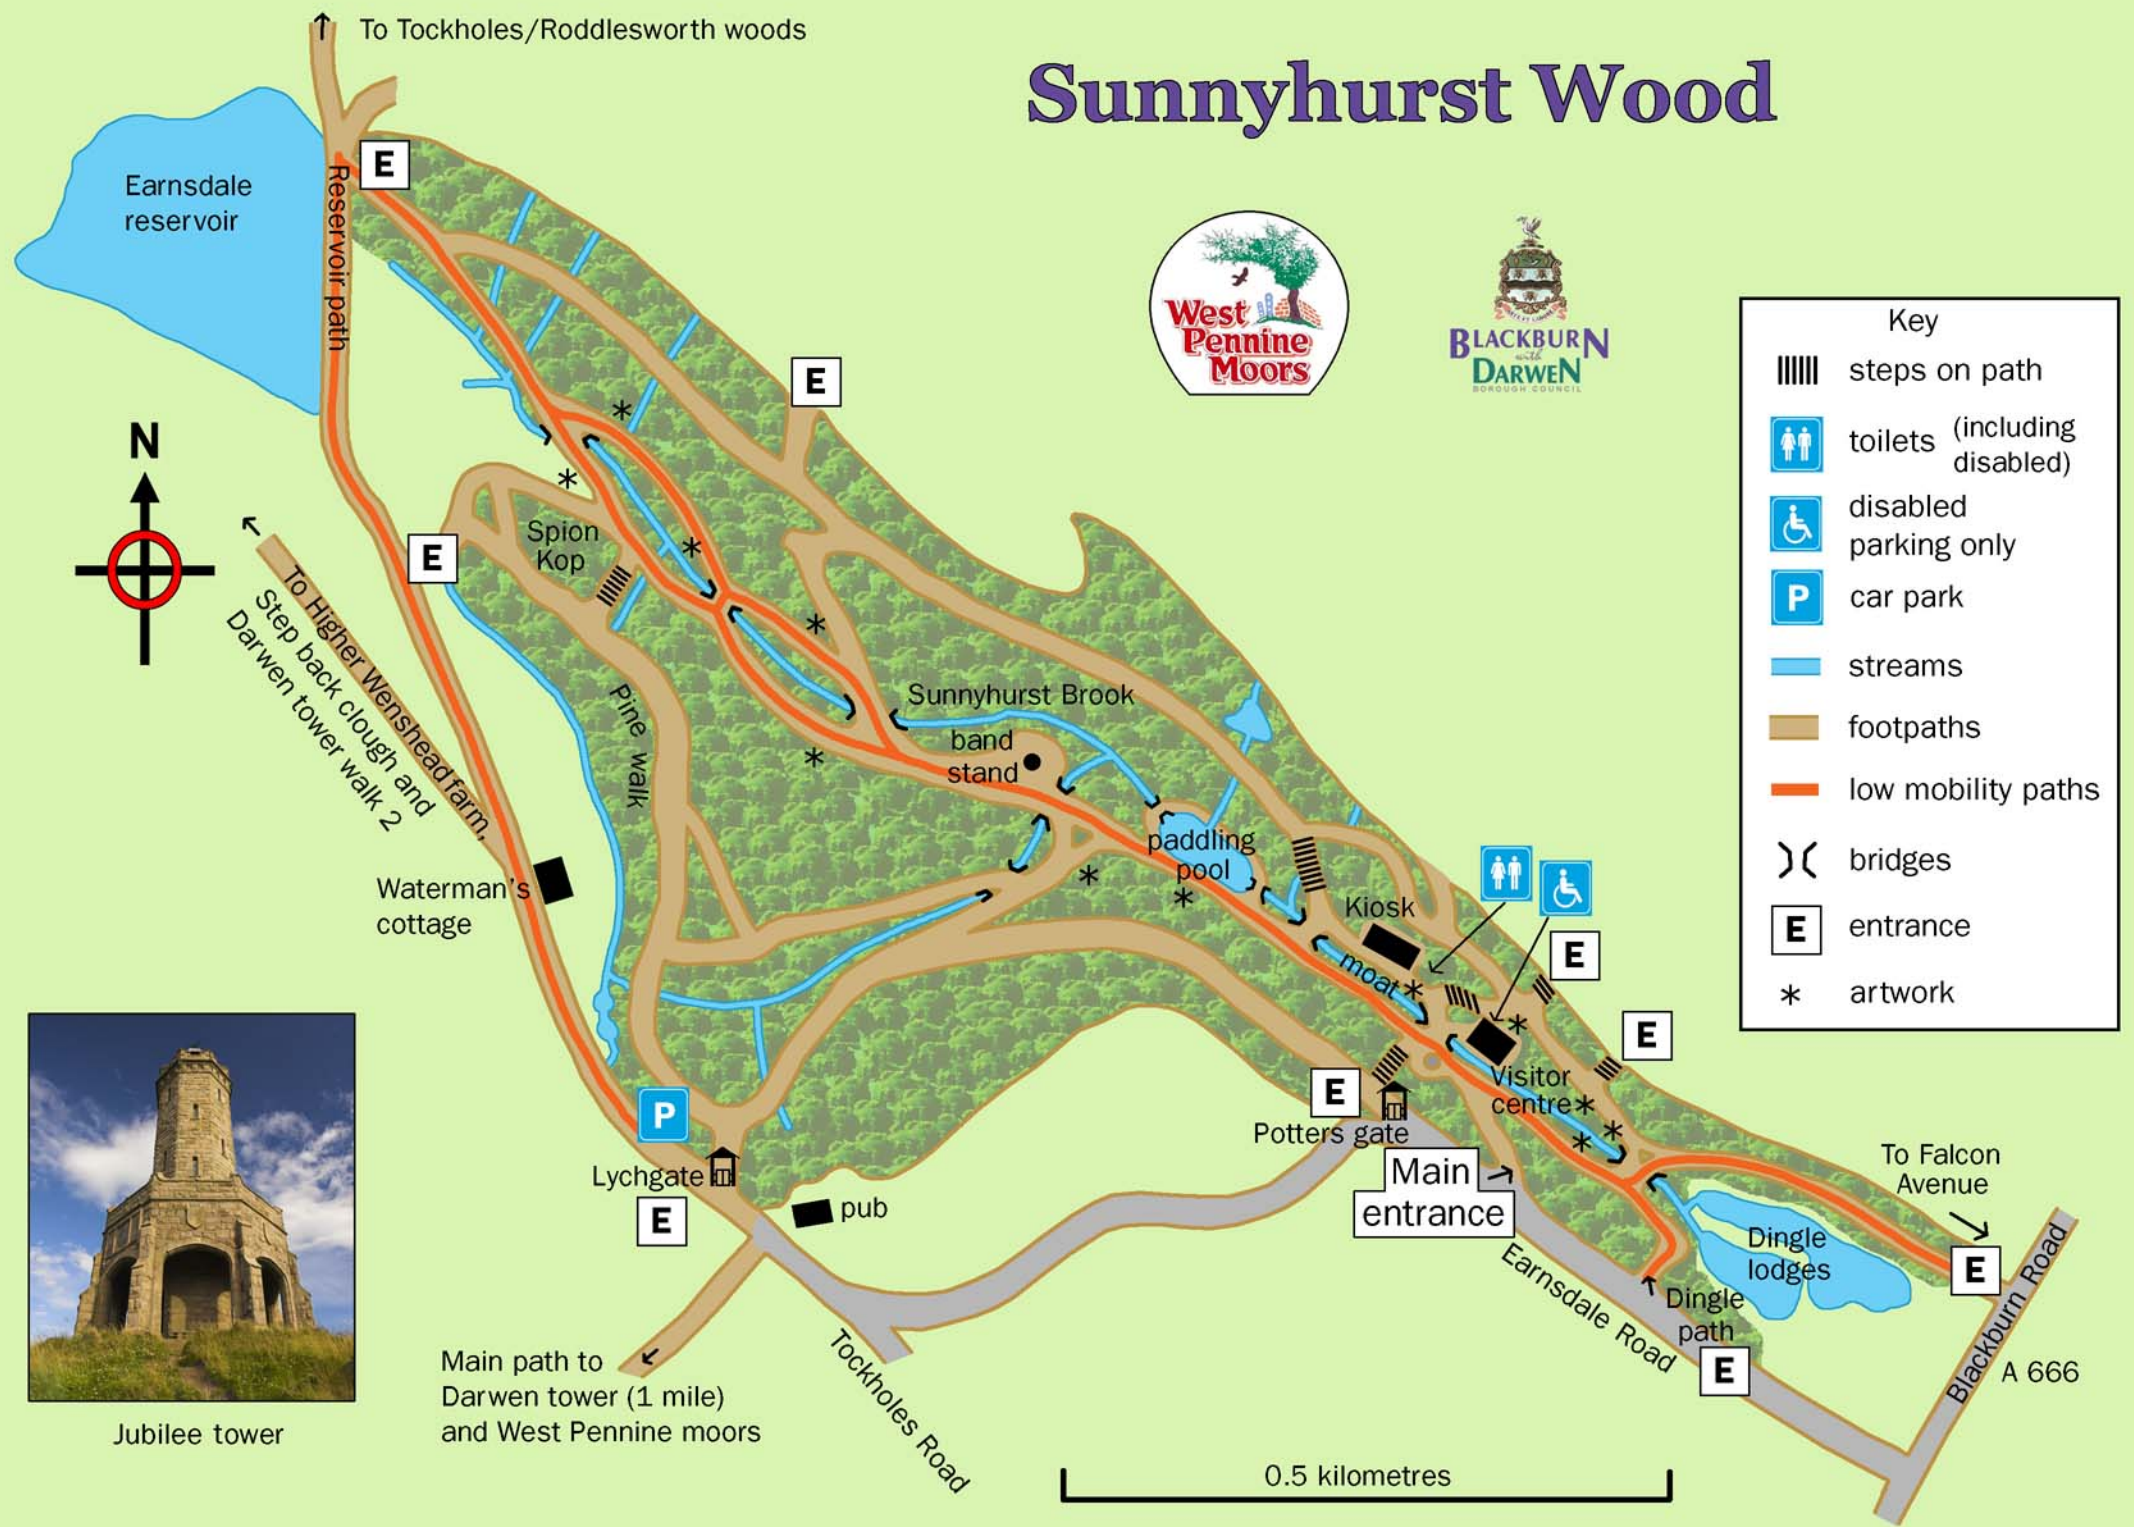 To Tockholes/Roddlesworth woods
Sunnyhurst Wood
E
Earnsdale
reservoir
Reservoir path
West
Pennine
Moors
BLACKBURN
with
DARWEN
BOROUGH COUNCIL
Key
steps on path
toilets (including
disabled)
disabled
parking only
P car park
streams
footpaths
low mobility paths
bridges
E entrance
* artwork
E
N
*
*
Spion
Kop
*
E
To Higher Wenshead farm,
Step back clough and
Darwen tower walk 2
*
Pine walk
Sunnyhurst Brook
band
stand
*
paddling
pool
*
*
Waterman's
cottage
Kiosk
moat
*
E
*
E
Visitor
centre
*
*
*
E
Potters gate
Main
entrance
P
Lychgate
E
pub
To Falcon
Avenue
E
Dingle
lodges
Dingle
path
E
Earnsdale Road
Blackburn Road
A 666
Tockholes Road
Main path to
Darwen tower (1 mile)
and West Pennine moors
Jubilee tower
0.5 kilometres